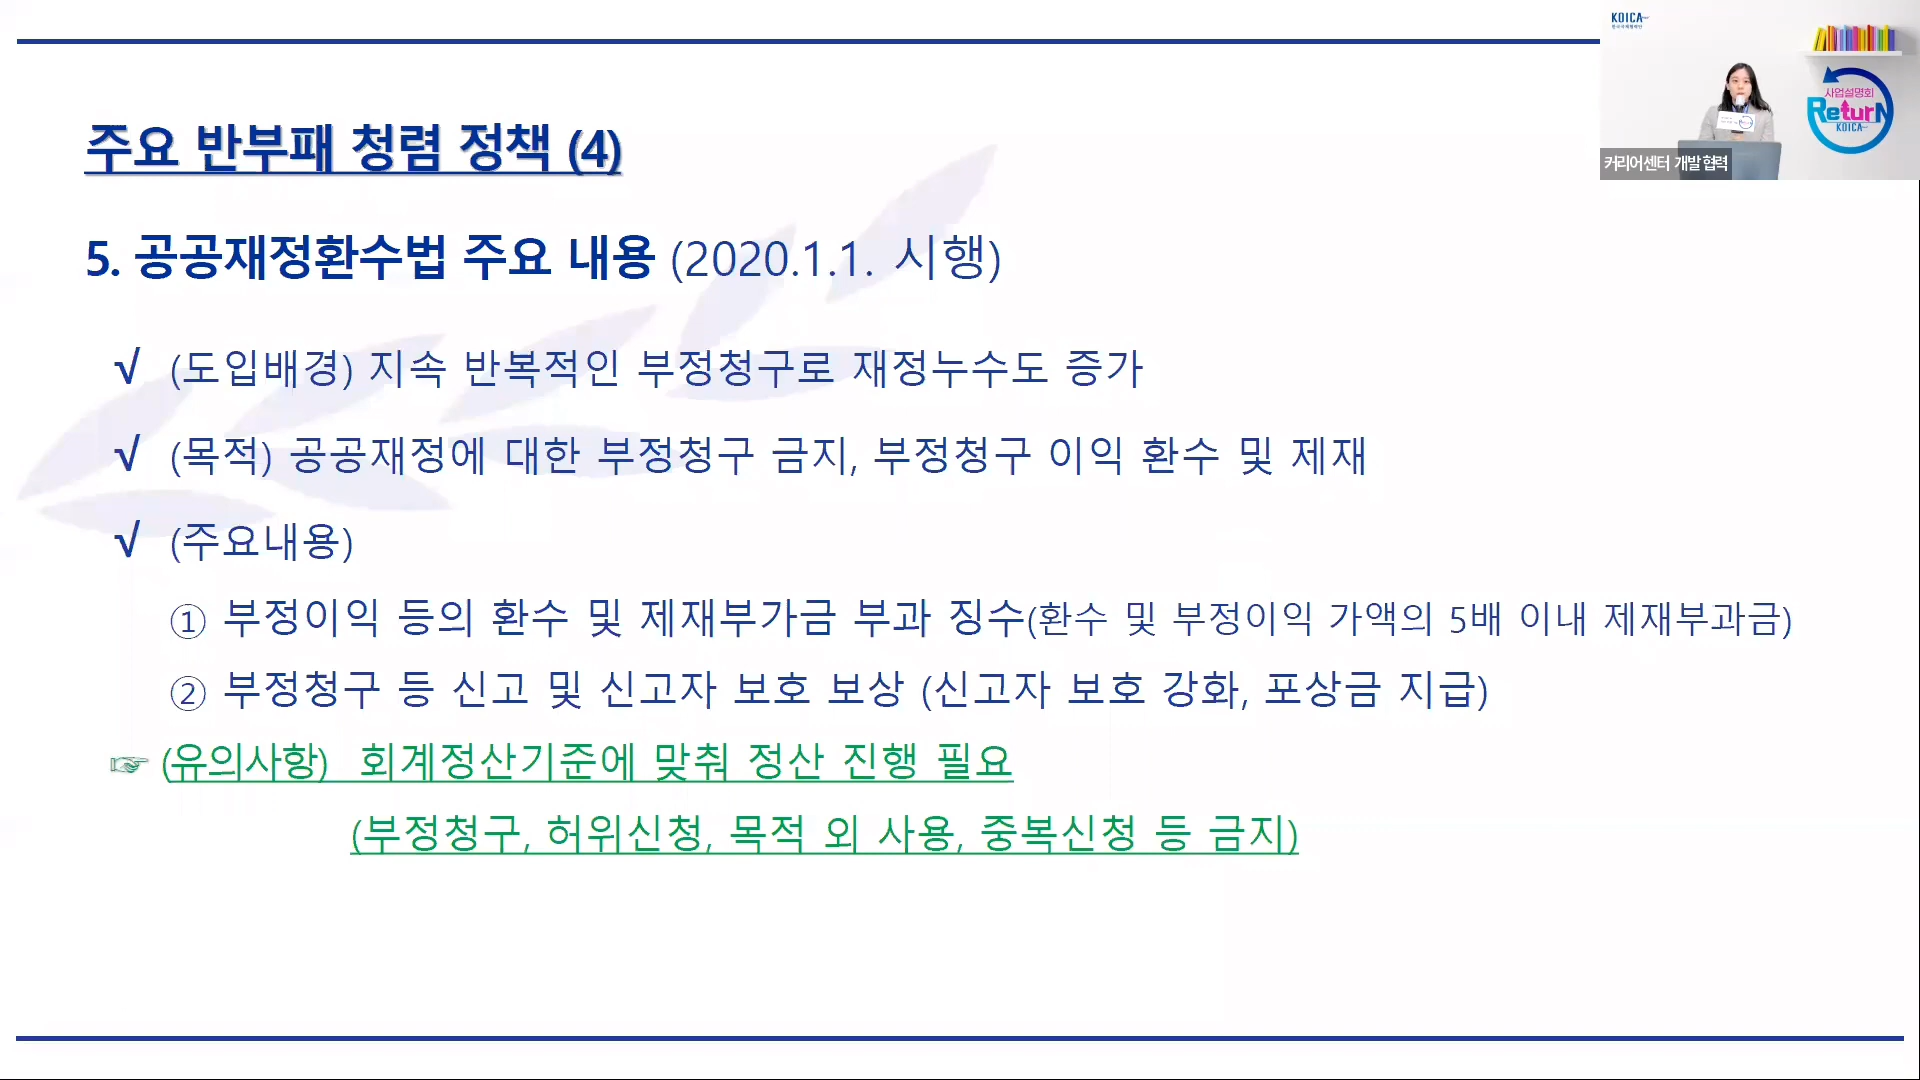 주요 반부패 청렴 정책 (4)
5. 공공재정환수법 주요 내용 (2020.1.1. 시행)
√ (도입배경) 지속 반복적인 부정청구로 재정누수도 증가
√ (목적) 공공재정에 대한 부정청구 금지, 부정청구 이익 환수 및 제재
√ (주요내용)
① 부정이익 등의 환수 및 제재부가금 부과 징수(환수 및 부정이익 가액의 5배 이내 제재부과금)
② 부정청구 등 신고 및 신고자 보호 보상 (신고자 보호 강화, 포상금 지급)
☞ (유의사항) 회계정산기준에 맞춰 정산 진행 필요
(부정청구, 허위신청, 목적 외 사용, 중복신청 등 금지)
KOICA
사업설명회
ReturN
KOICA
커리어센터 개발협력